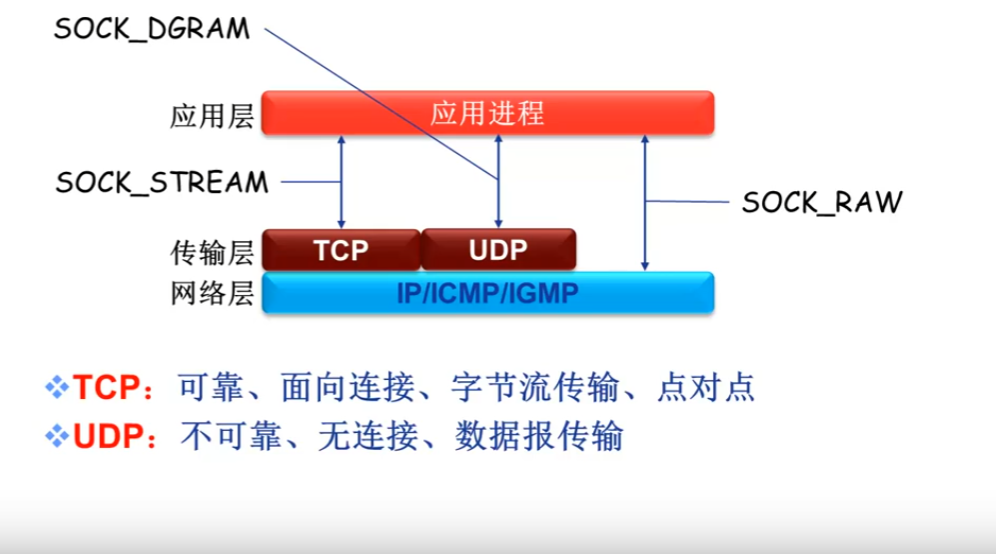 SOCK_DGRAM
应用层 应用进程
SOCK_STREAM
SOCK_RAW
传输层 TCP UDP
网络层 IP/ICMP/IGMP
TCP：可靠、面向连接、字节流传输、点对点
UDP：不可靠、无连接、数据报传输